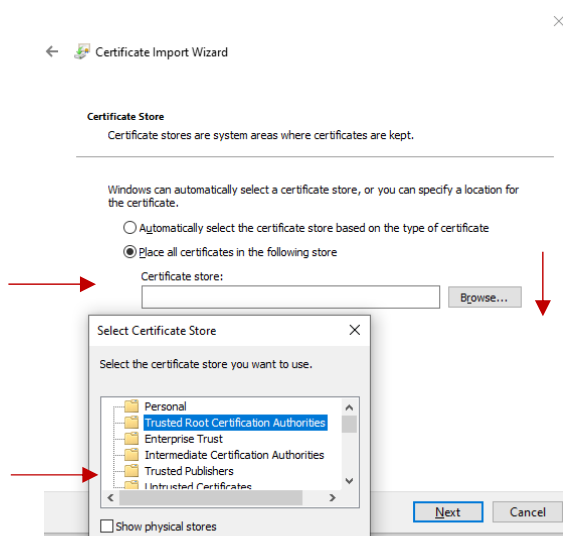 Certificate Import Wizard
Certificate Store
Certificate stores are system areas where certificates are kept.
Windows can automatically select a certificate store, or you can specify a location for
the certificate.
Automatically select the certificate store based on the type of certificate
Place all certificates in the following store
Certificate store:
Browse...
Select Certificate Store
Select the certificate store you want to use.
Personal
Trusted Root Certification Authorities
Enterprise Trust
Intermediate Certification Authorities
Trusted Publishers
Untrusted Certificates
Show physical stores
Next
Cancel